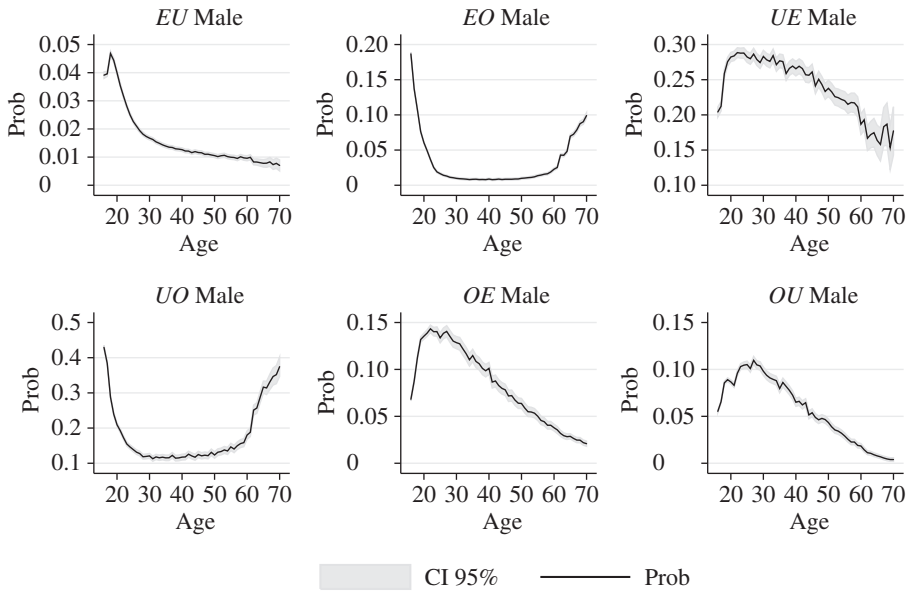 EU Male
EO Male
UE Male
Prob
0.05
0.04
0.03
0.02
0.01
0
20 30 40 50 60 70
Age
Prob
0.20
0.15
0.10
0.05
0
20 30 40 50 60 70
Age
Prob
0.30
0.25
0.20
0.15
0.10
20 30 40 50 60 70
Age
UO Male
OE Male
OU Male
Prob
0.5
0.4
0.3
0.2
0.1
20 30 40 50 60 70
Age
Prob
0.15
0.10
0.05
0
20 30 40 50 60 70
Age
Prob
0.15
0.10
0.05
0
20 30 40 50 60 70
Age
CI 95% Prob